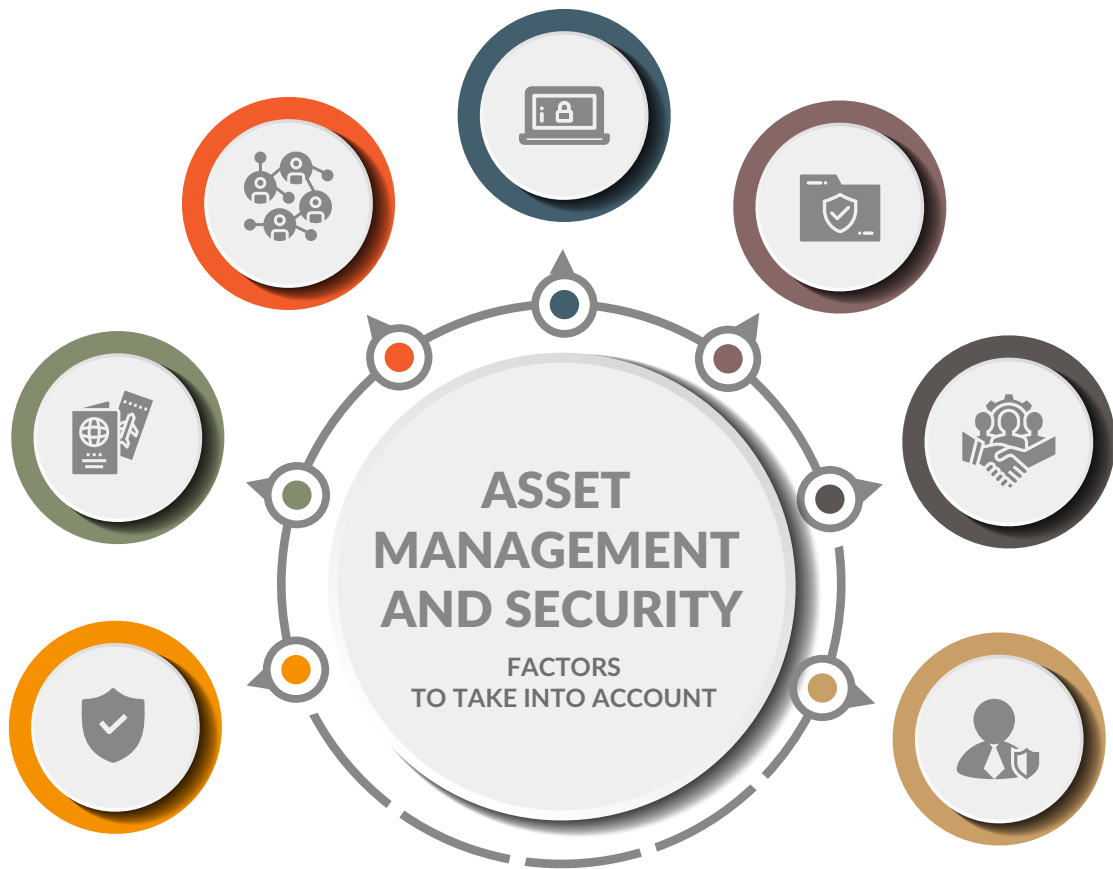 ASSET
MANAGEMENT
AND SECURITY
FACTORS
TO TAKE INTO ACCOUNT